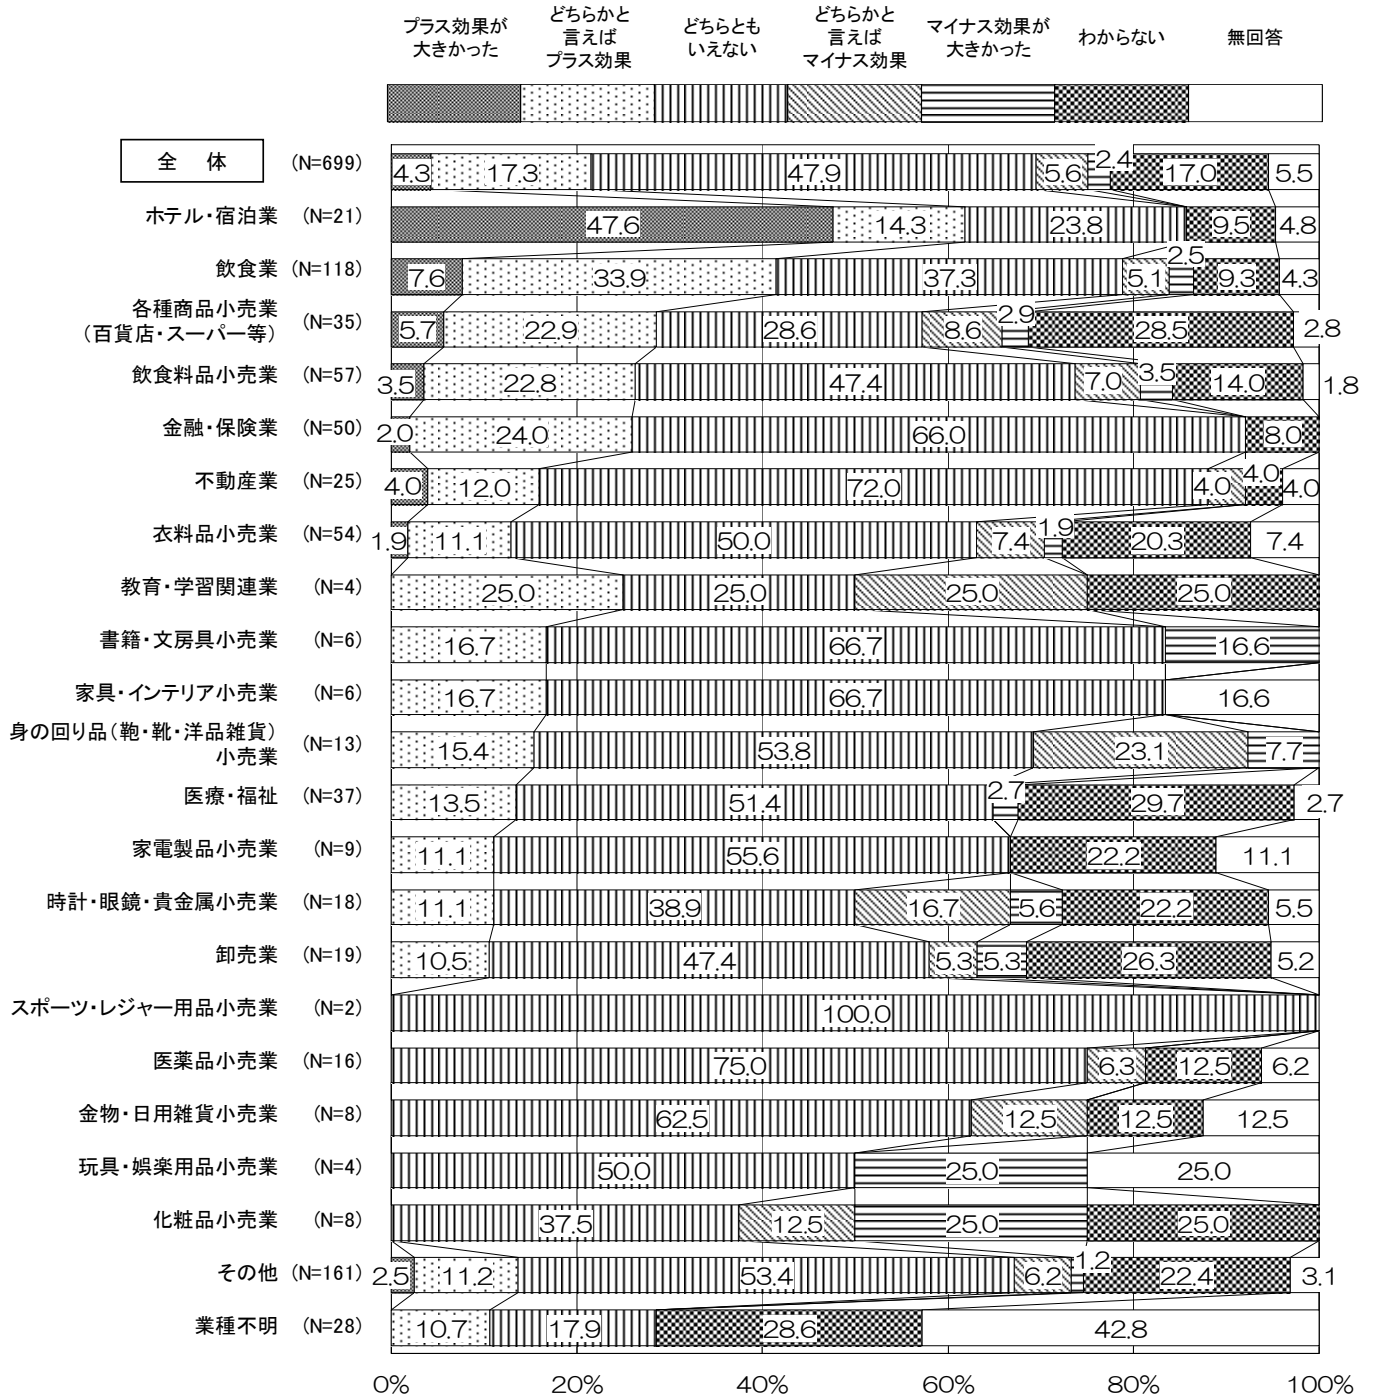 プラス効果が
大きかった
どちらかと
言えば
プラス効果
どちらとも
いえない
どちらかと
言えば
マイナス効果
マイナス効果が
大きかった
わからない
無回答
全 体 (N=699) 4.3 17.3 47.9 5.6 2.4 17.0 5.5
ホテル・宿泊業 (N=21) 47.6 14.3 23.8 9.5 4.8
飲食業 (N=118) 7.6 33.9 37.3 5.1 2.5 9.3 4.3
各種商品小売業
(百貨店・スーパー等) (N=35) 5.7 22.9 28.6 8.6 2.9 28.5 2.8
飲食料品小売業 (N=57) 3.5 22.8 47.4 7.0 3.5 14.0 1.8
金融・保険業 (N=50) 2.0 24.0 66.0 8.0
不動産業 (N=25) 4.0 12.0 72.0 4.0 4.0 4.0
衣料品小売業 (N=54) 1.9 11.1 50.0 7.4 1.9 20.3 7.4
教育・学習関連業 (N=4) 25.0 25.0 25.0 25.0
書籍・文房具小売業 (N=6) 16.7 66.7 16.6
家具・インテリア小売業 (N=6) 16.7 66.7 16.6
身の回り品(鞄・靴・洋品雑貨)
小売業 (N=13) 15.4 53.8 23.1 7.7
医療・福祉 (N=37) 13.5 51.4 2.7 29.7 2.7
家電製品小売業 (N=9) 11.1 55.6 22.2 11.1
時計・眼鏡・貴金属小売業 (N=18) 11.1 38.9 16.7 5.6 22.2 5.5
卸売業 (N=19) 10.5 47.4 5.3 5.3 26.3 5.2
スポーツ・レジャー用品小売業 (N=2) 100.0
医薬品小売業 (N=16) 75.0 6.3 12.5 6.2
金物・日用雑貨小売業 (N=8) 62.5 12.5 12.5 12.5
玩具・娯楽用品小売業 (N=4) 50.0 25.0 25.0
化粧品小売業 (N=8) 37.5 12.5 25.0 25.0
その他 (N=161) 2.5 11.2 53.4 6.2 1.2 22.4 3.1
業種不明 (N=28) 10.7 17.9 28.6 42.8
0% 20% 40% 60% 80% 100%